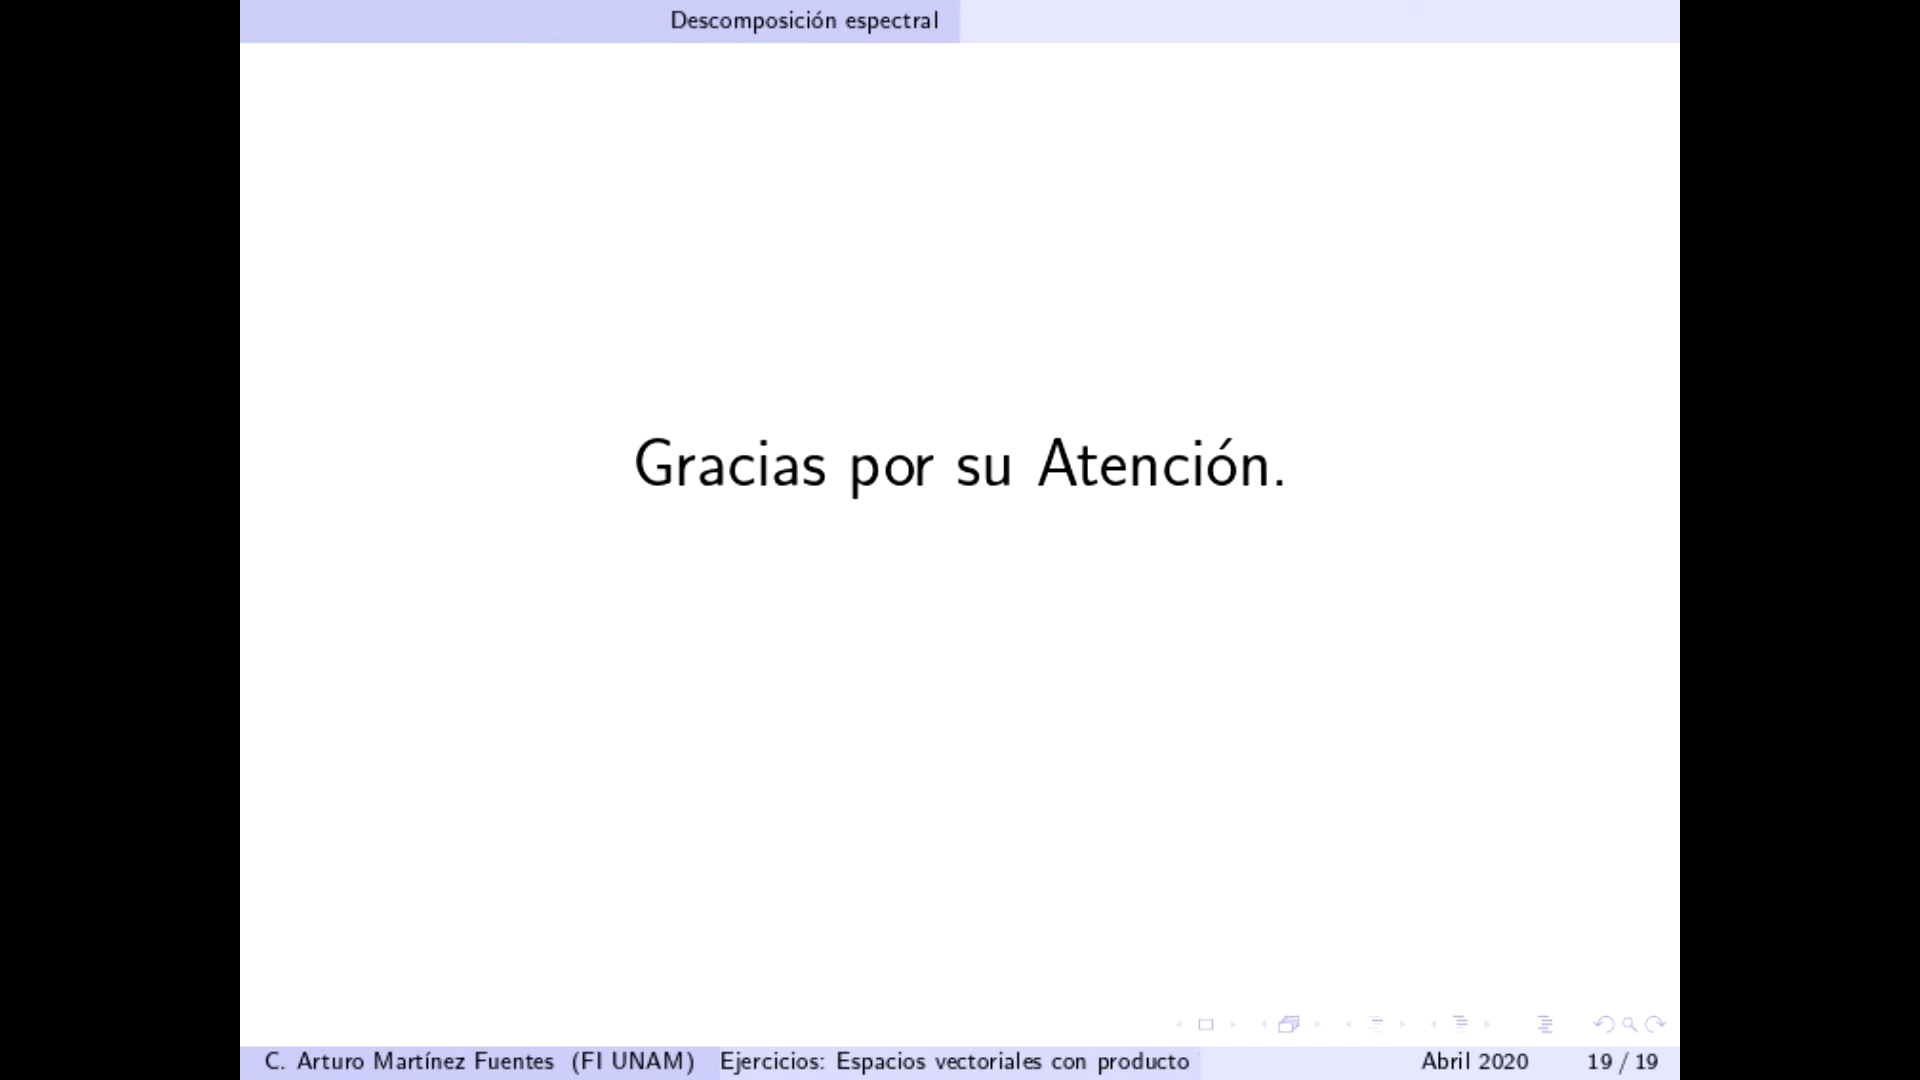 Descomposición espectral
Gracias por su Atención.
C. Arturo Martínez Fuentes (FI UNAM) Ejercicios: Espacios vectoriales con producto Abril 2020 19 / 19